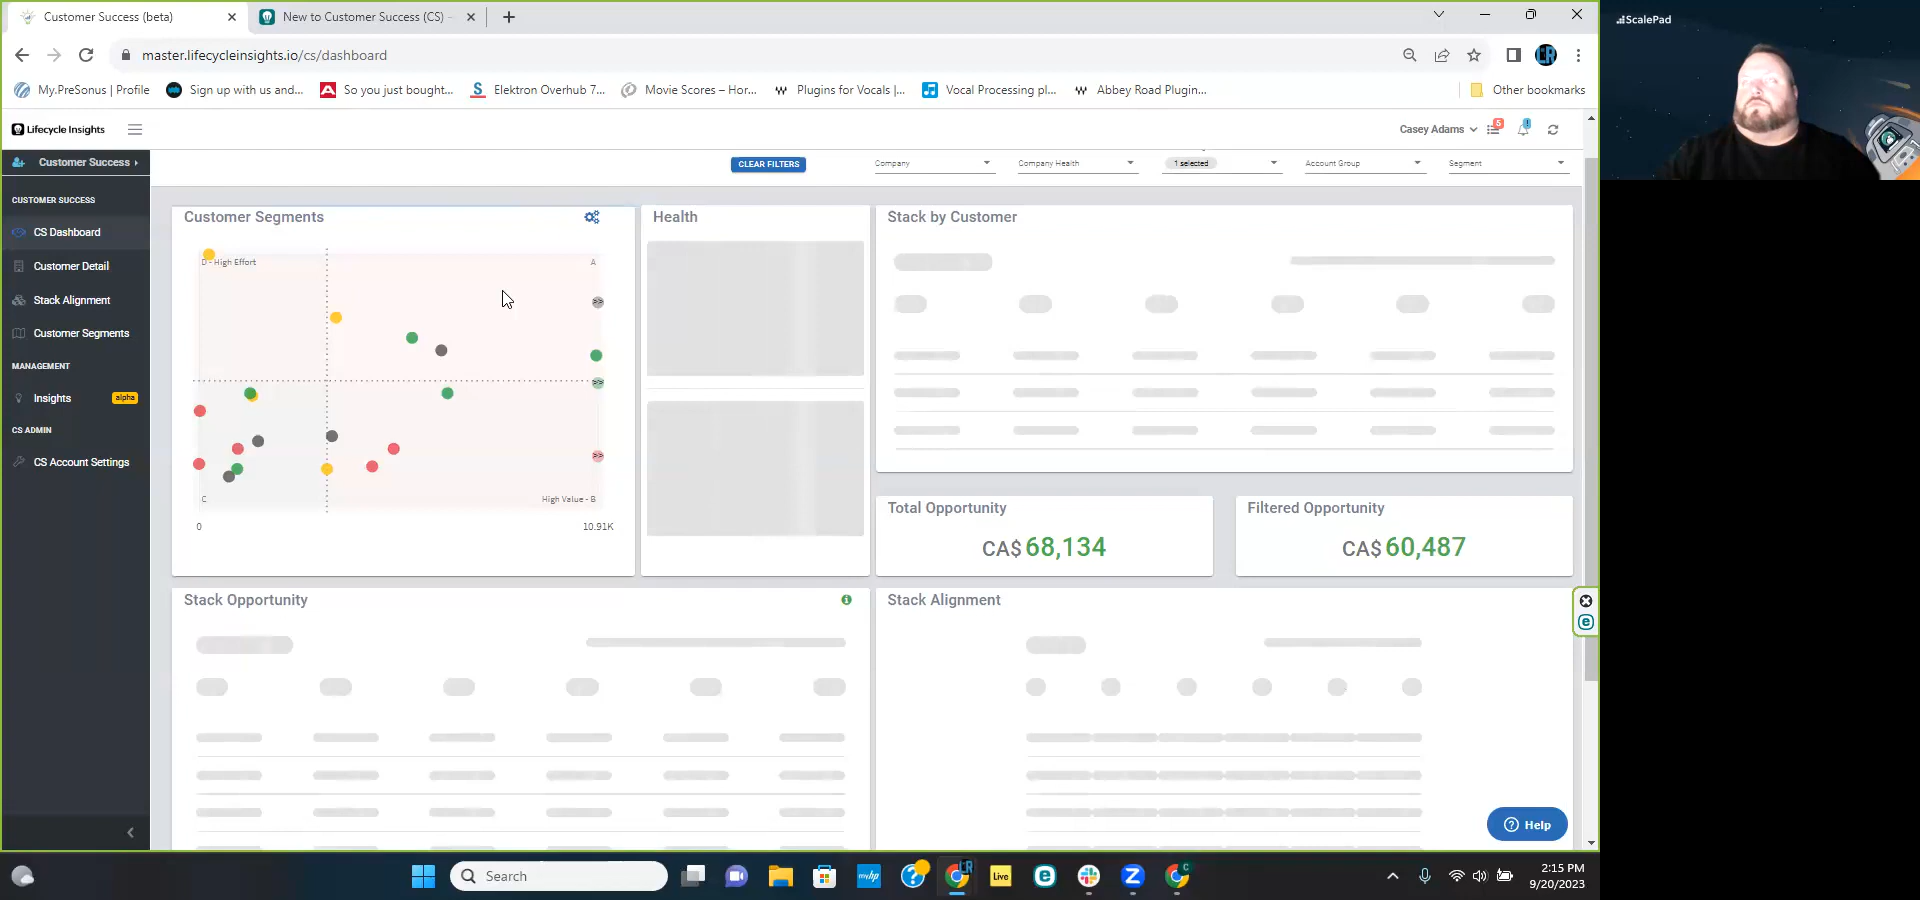 Customer Success (beta)
New to Customer Success (CS) -
master.lifecycleinsights.io/cs/dashboard
My.PreSonus | Profile
Sign up with us and...
So you just bought...
Elektron Overhub 7...
Movie Scores – Hor...
Plugins for Vocals |...
Vocal Processing pl...
Abbey Road Plugin...
Other bookmarks
ScalePad
Lifecycle Insights
Casey Adams
5
Customer Success
CLEAR FILTERS
Company
Company Health
1 selected
Account Group
Segment
CUSTOMER SUCCESS
CS Dashboard
Customer Detail
Stack Alignment
Customer Segments
MANAGEMENT
Insights
alpha
CS ADMIN
CS Account Settings
Customer Segments
D - High Effort
A
>>
>>
>>
C
High Value - B
0
10.91K
Health
Stack by Customer
Total Opportunity
CA$ 68,134
Filtered Opportunity
CA$ 60,487
Stack Opportunity
Stack Alignment
Help
Search
myhp
Live
2:15 PM
9/20/2023